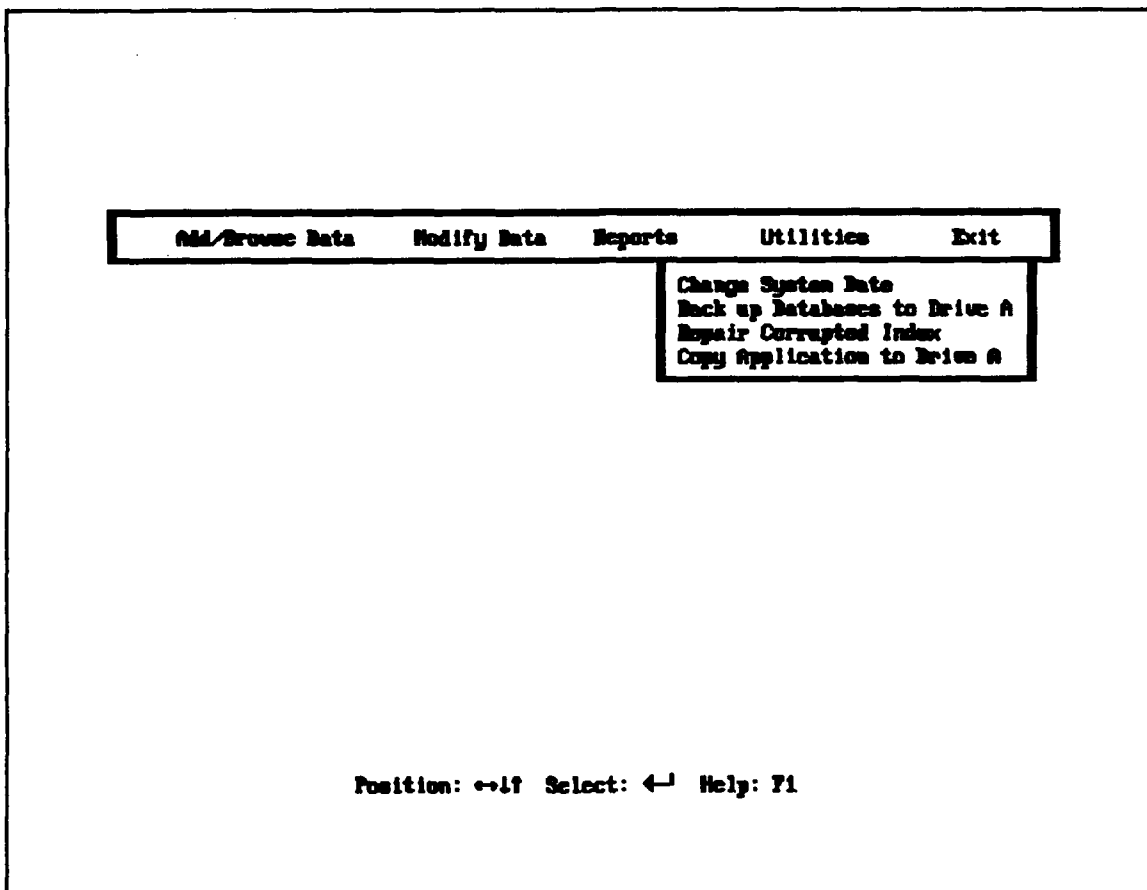 Add/Browse Data Modify Data Reports Utilities Exit
Change System Date
Back up Databases to Drive A
Repair Corrupted Index
Copy Application to Drive A
Position: ↔↓↑ Select: ↵ Help: F1